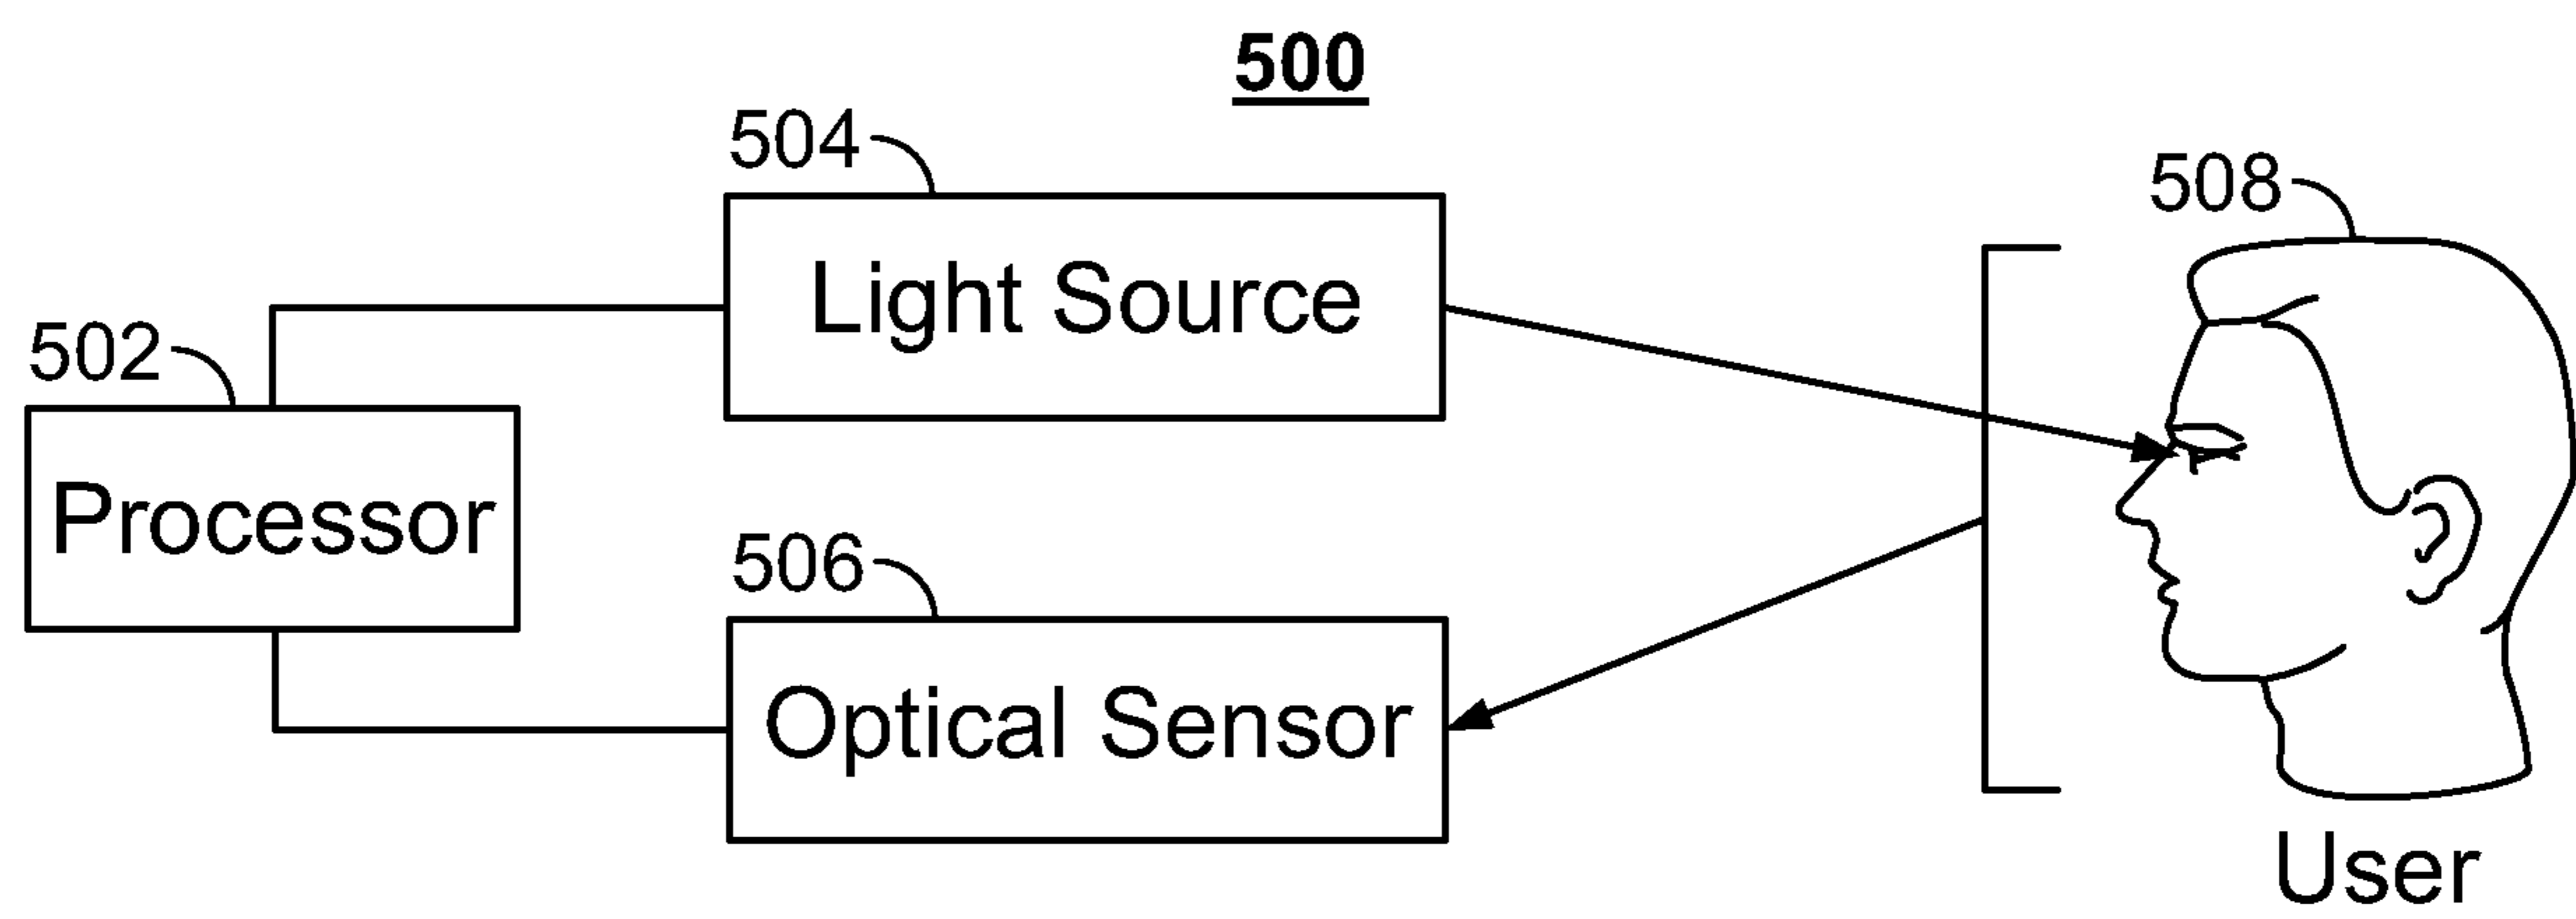 500
504
Light Source
508
502
Processor
506
Optical Sensor
User